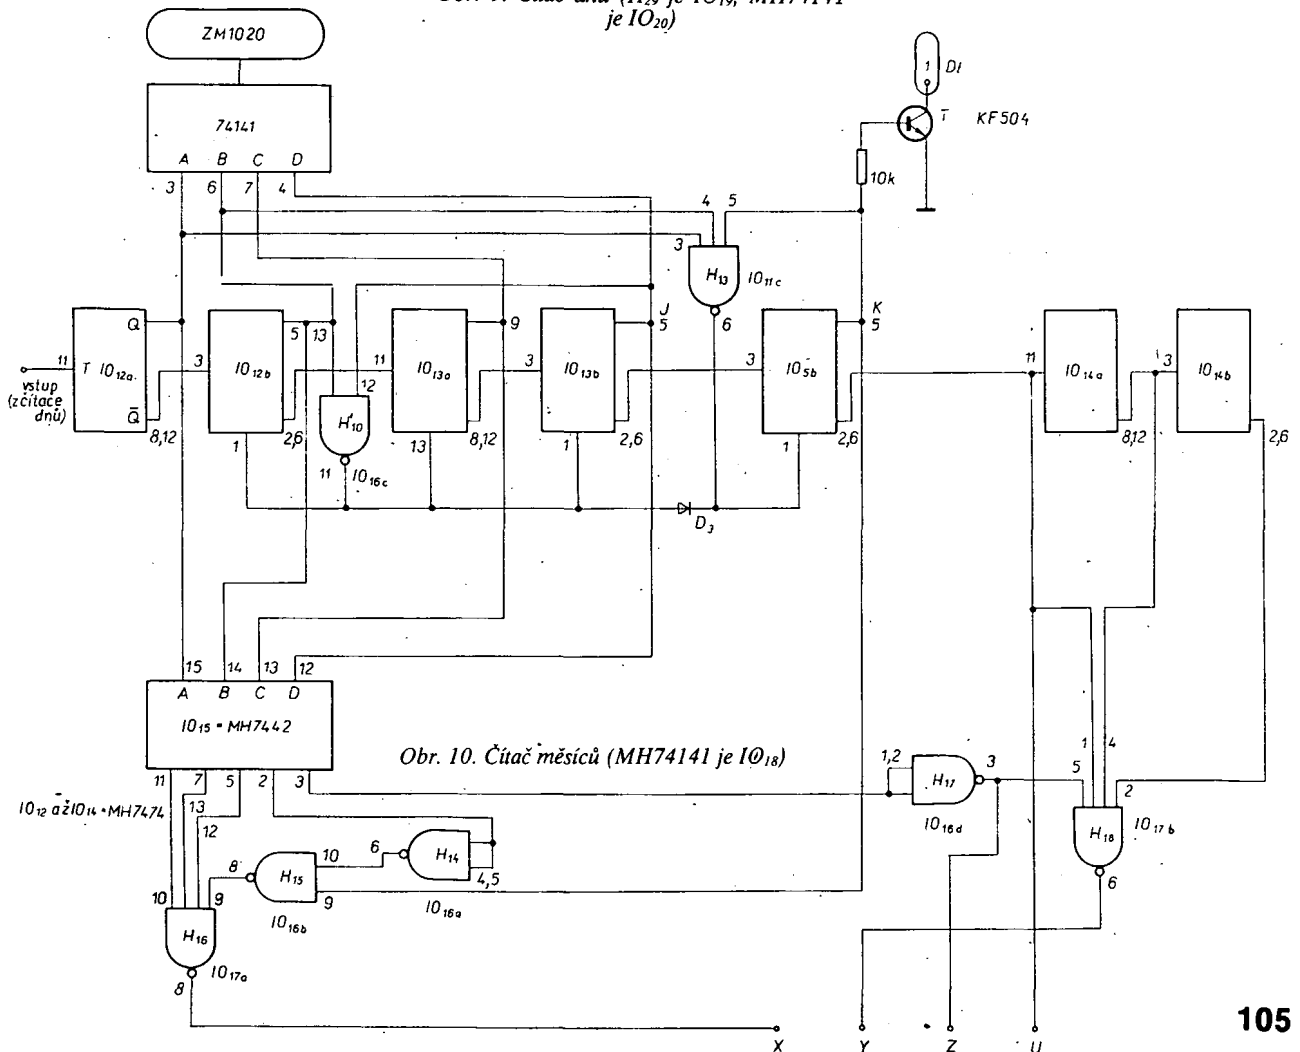 je IO20)
ZM1020
74141
A B C D
3 6 7 4
1 Dt
T KF504
10k
4 5
3
H13 IO11c
6
J
5
K
5
11
vstup
(z čítače
dnů)
T IO12a
Q
Q̄
8,12
3
IO12b
5 13
1
2,6
12
H'10
11 IO16c
11
IO13a
9
13
8,12
3
IO13b
1
2,6
3
IO5b
1
2,6
11
IO14a
8,12
3
IO14b
2,6
D3
15 14 13 12
A B C D
IO15 = MH7442
11 7 5 2 3
Obr. 10. Čítač měsíců (MH74141 je IO18)
IO12 až IO14 = MH7474
13
12
10 9
H16
IO17a
8
8
H15
10
9
IO16b
6
H14
4,5
IO16a
1,2
H17
3
IO16d
5
1 4
2
H18
IO17b
6
X Y Z U
105